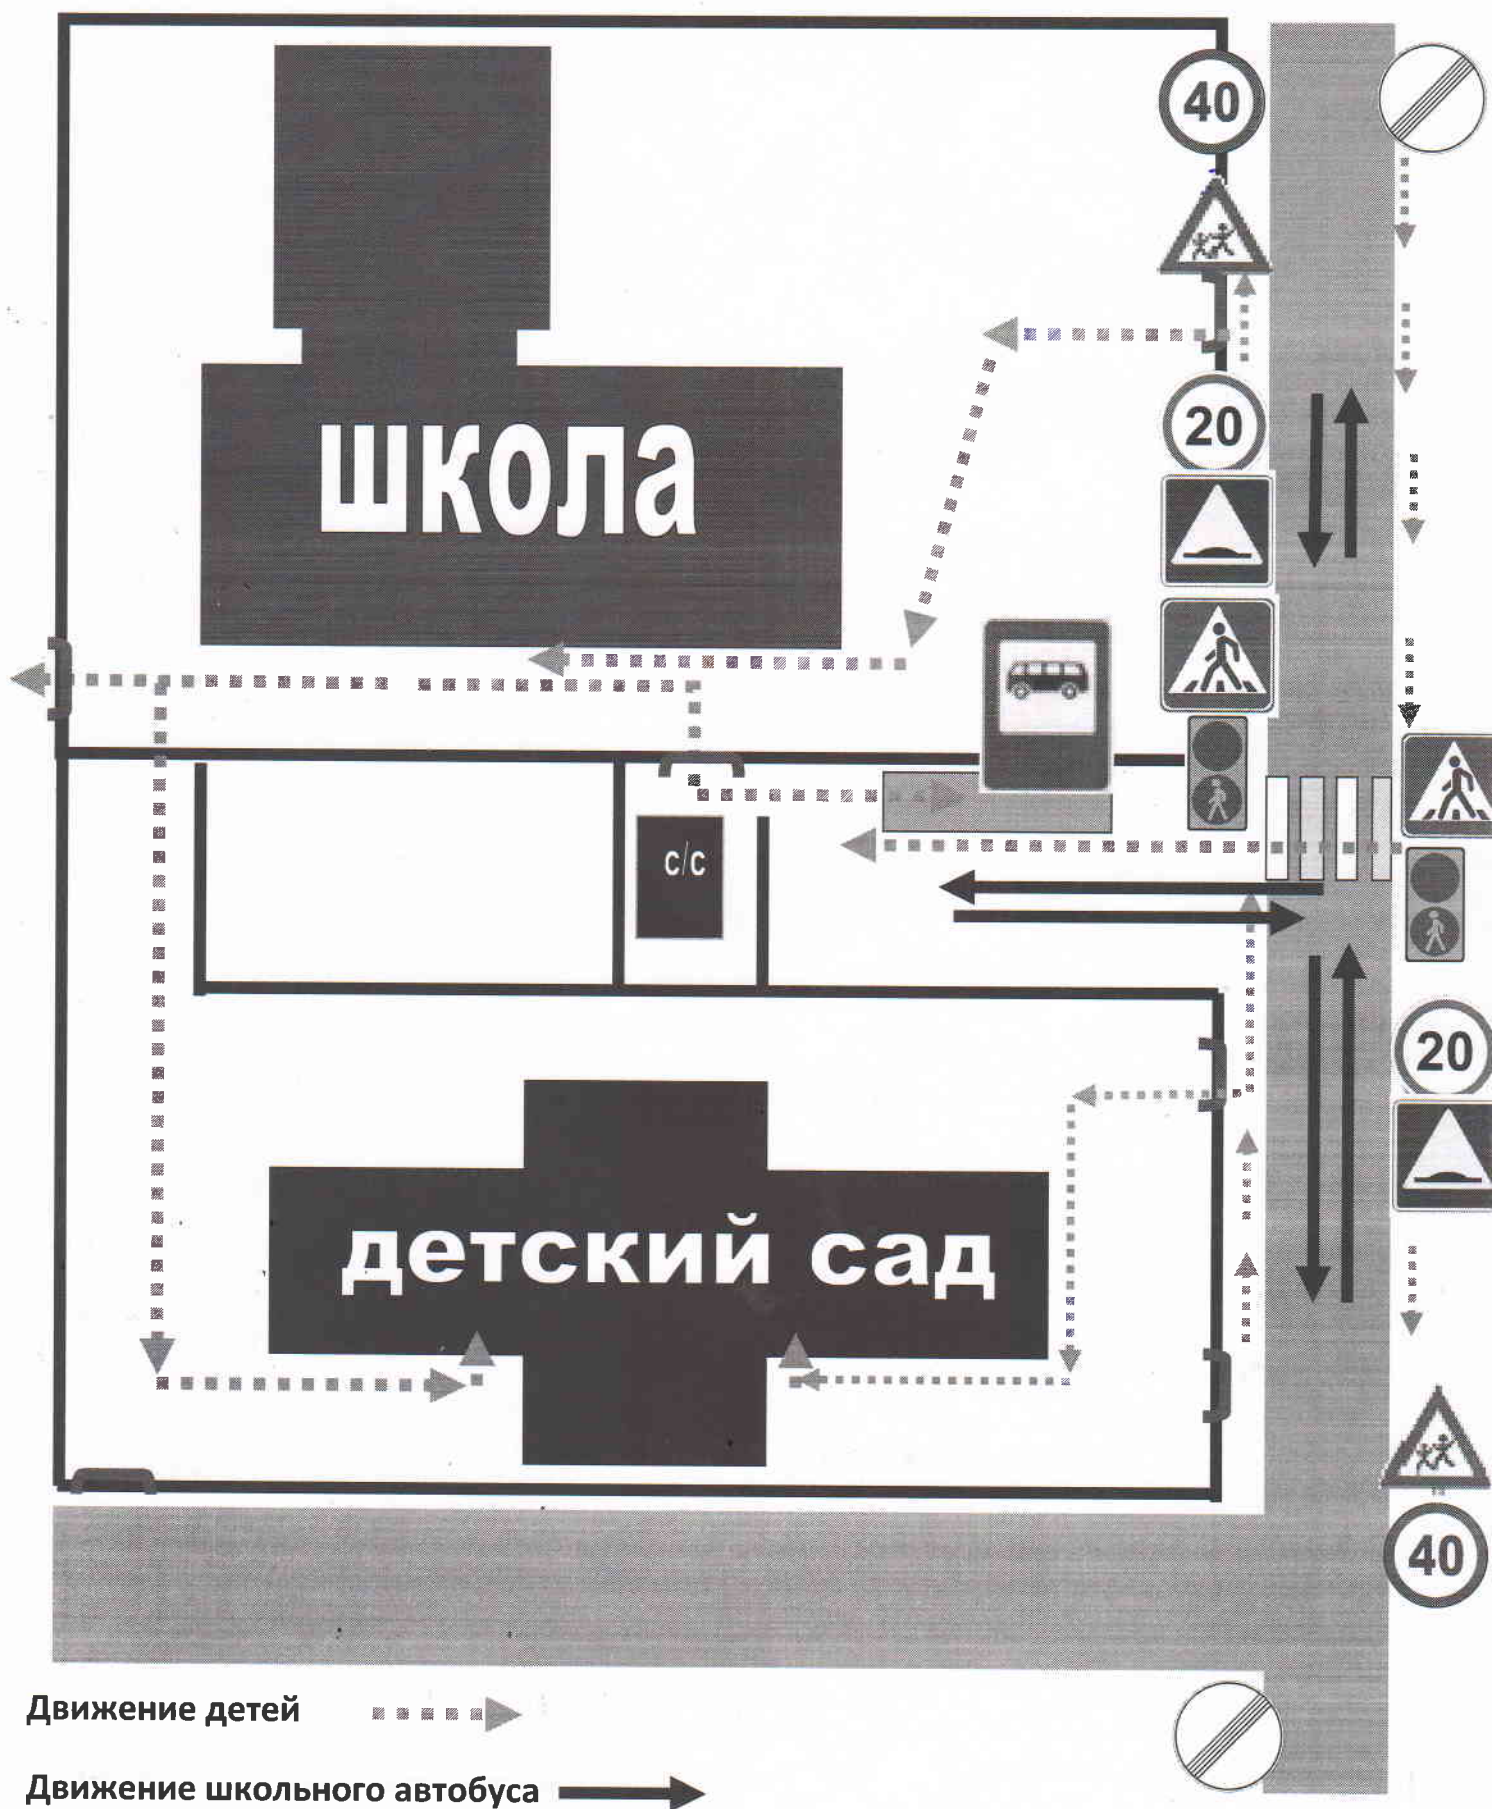 40
школа
20
с/с
20
детский сад
40
Движение детей
Движение школьного автобуса